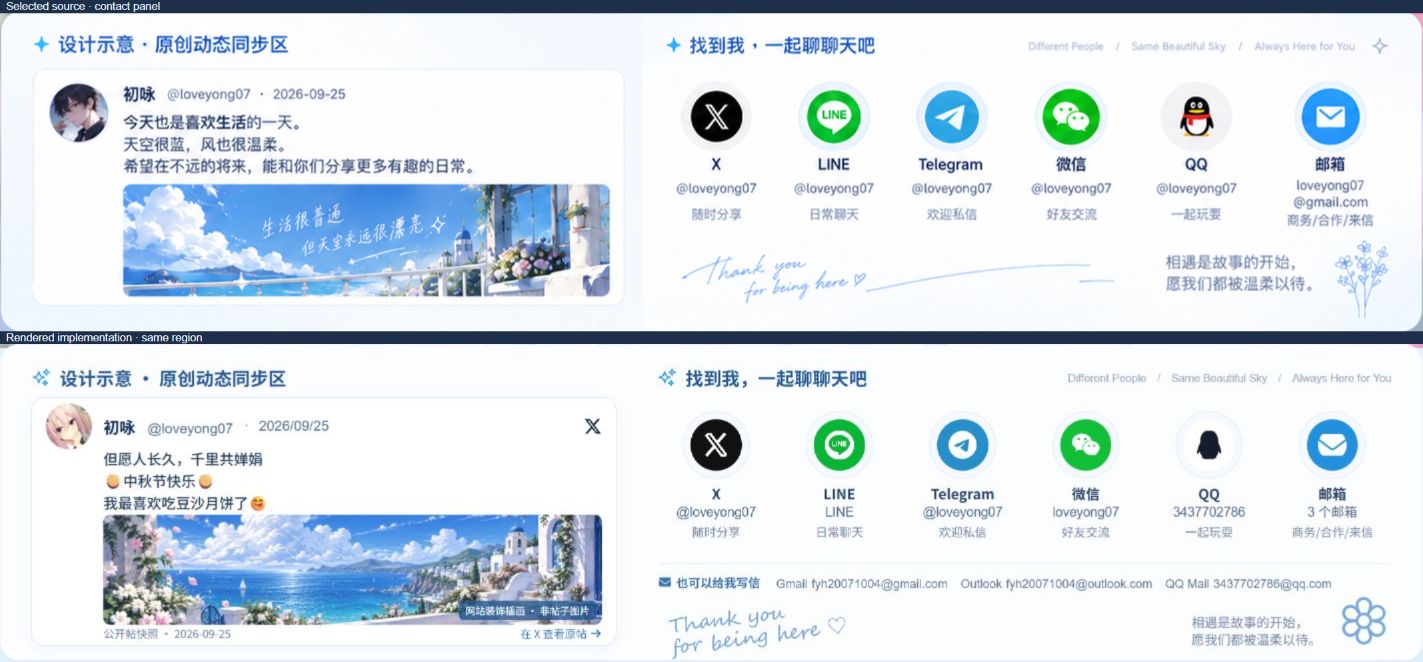 Selected source · contact panel
设计示意 · 原创动态同步区
初咏 @loveyong07 · 2026-09-25
今天也是喜欢生活的一天。
天空很蓝，风也很温柔。
希望在不远的将来，能和你们分享更多有趣的日常。
生活很普通
但天空永远很漂亮
找到我，一起聊聊天吧
Different People / Same Beautiful Sky / Always Here for You
LINE
X LINE Telegram 微信 QQ 邮箱
@loveyong07 @loveyong07 @loveyong07 @loveyong07 @loveyong07 loveyong07
@gmail.com
随时分享 日常聊天 欢迎私信 好友交流 一起玩耍 商务/合作/来信
Thank you
for being here
相遇是故事的开始，
愿我们都被温柔以待。
Rendered implementation · same region
设计示意 · 原创动态同步区
初咏 @loveyong07 · 2026/09/25
但愿人长久，千里共婵娟
🥮中秋节快乐🥮
我最喜欢吃豆沙月饼了🥰
网站装饰插画 · 非帖子图片
公开帖快照 · 2026-09-25 在 X 查看原帖 →
找到我，一起聊聊天吧
Different People / Same Beautiful Sky / Always Here for You
LINE
X LINE Telegram 微信 QQ 邮箱
@loveyong07 LINE @loveyong07 loveyong07 3437702786 3 个邮箱
随时分享 日常聊天 欢迎私信 好友交流 一起玩耍 商务/合作/来信
也可以给我写信 Gmail fyh20071004@gmail.com Outlook fyh20071004@outlook.com QQ Mail 3437702786@qq.com
Thank you
for being here
相遇是故事的开始，
愿我们都被温柔以待。